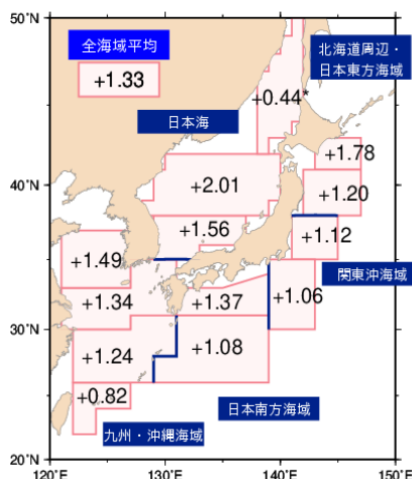 50˚N
全海域平均
+1.33
北海道周辺・
日本東方海域
+0.44*
日本海
+1.78
40˚N
+2.01
+1.20
+1.56
+1.12
+1.49
関東沖海域
+1.34
+1.37
+1.06
30˚N
+1.24
+1.08
+0.82
日本南方海域
九州・沖縄海域
20˚N
120˚E
130˚E
140˚E
150˚E